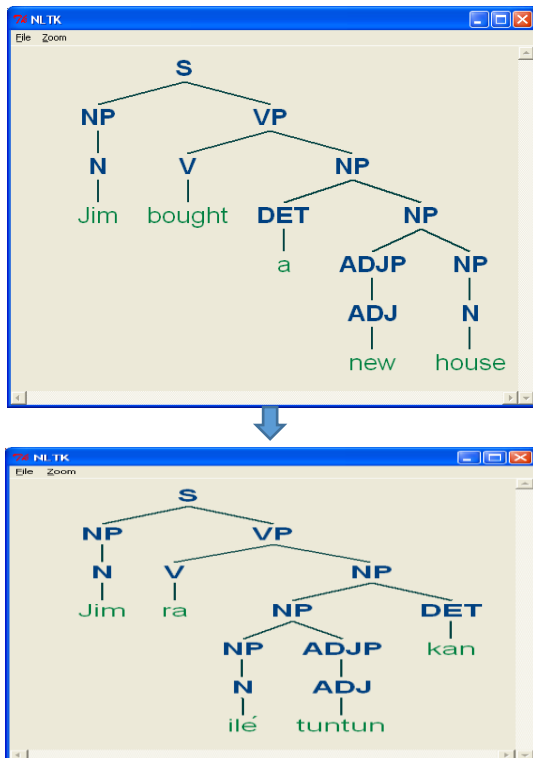 NLTK
File Zoom
S
NP VP
N V NP
Jim bought DET NP
a ADJP NP
ADJ N
new house
NLTK
File Zoom
S
NP VP
N V NP
Jim ra NP DET
NP ADJP kan
N ADJ
ilé tuntun